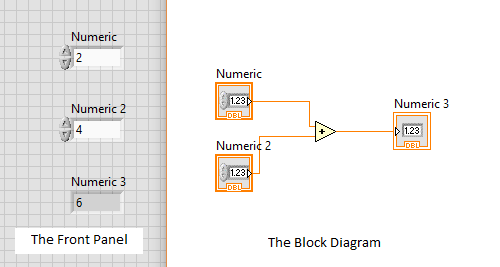 Numeric
2
Numeric 2
4
Numeric 3
6
The Front Panel
Numeric
1.23
DBL
Numeric 2
1.23
DBL
+
Numeric 3
1.23
DBL
The Block Diagram